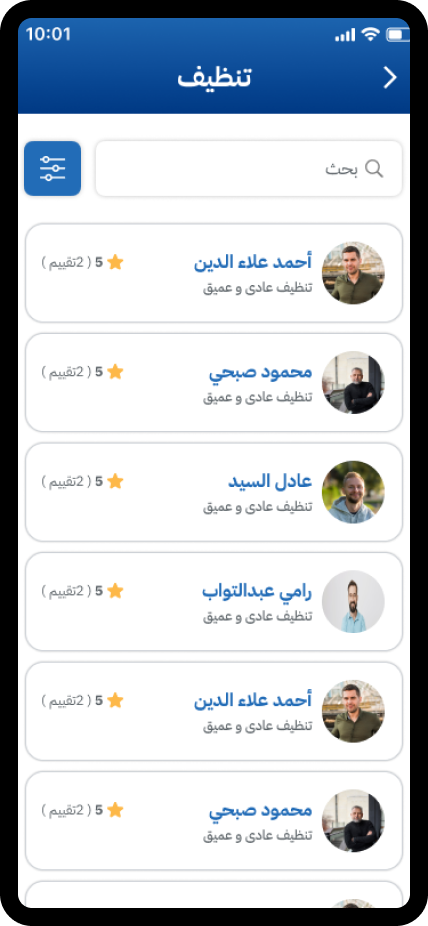 10:01
تنظيف
بحث
أحمد علاء الدين
5 ( 2تقييم )
تنظيف عادى و عميق
محمود صبحي
5 ( 2تقييم )
تنظيف عادى و عميق
عادل السيد
5 ( 2تقييم )
تنظيف عادى و عميق
رامي عبدالتواب
5 ( 2تقييم )
تنظيف عادى و عميق
أحمد علاء الدين
5 ( 2تقييم )
تنظيف عادى و عميق
محمود صبحي
5 ( 2تقييم )
تنظيف عادى و عميق